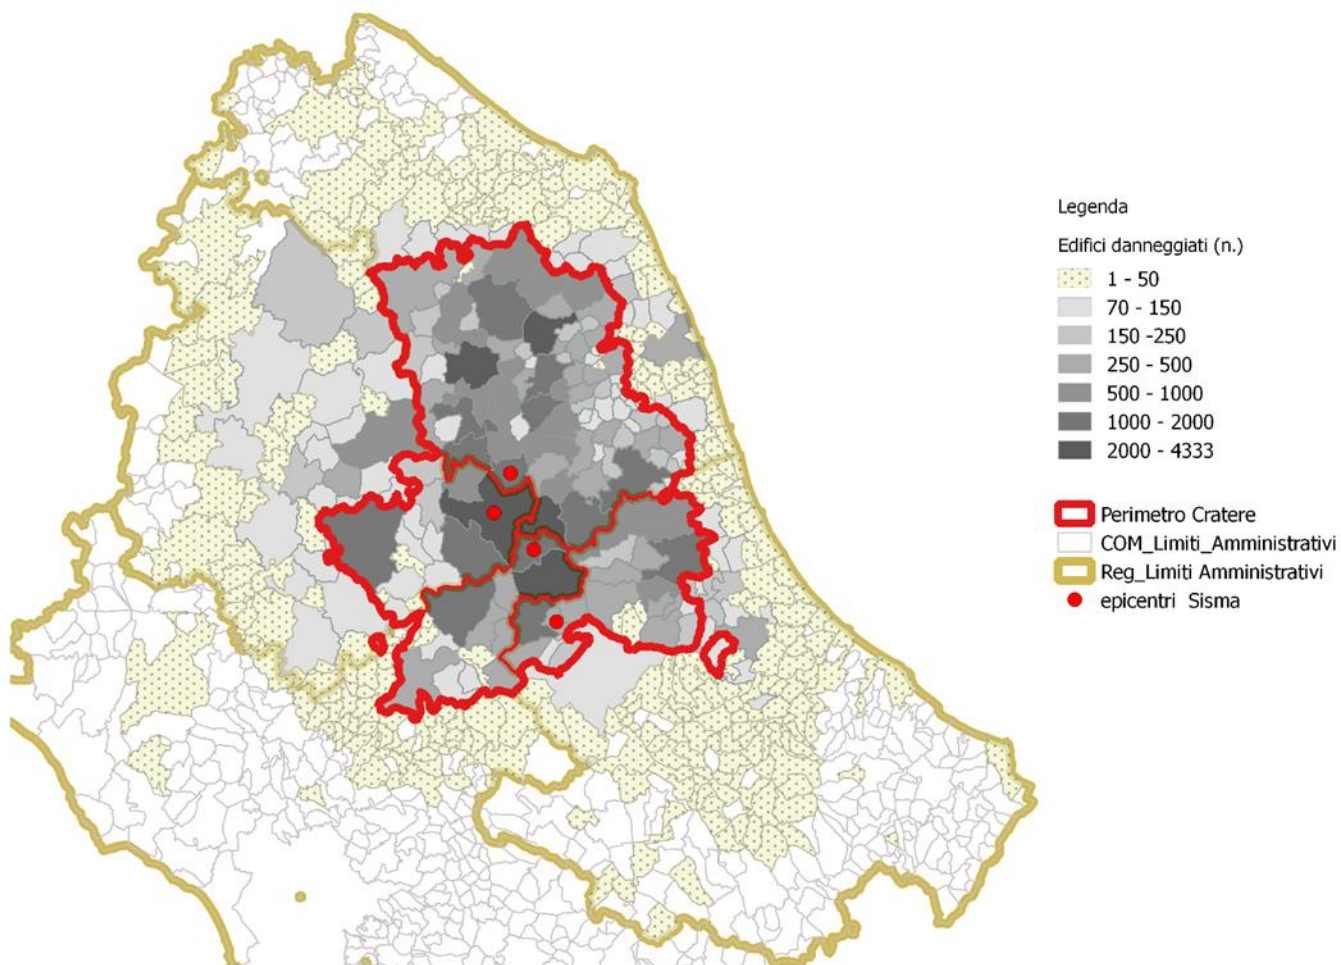 Legenda
Edifici danneggiati (n.)
1 - 50
70 - 150
150 -250
250 - 500
500 - 1000
1000 - 2000
2000 - 4333
Perimetro Cratere
COM_Limiti_Amministrativi
Reg_Limiti Amministrativi
epicentri Sisma